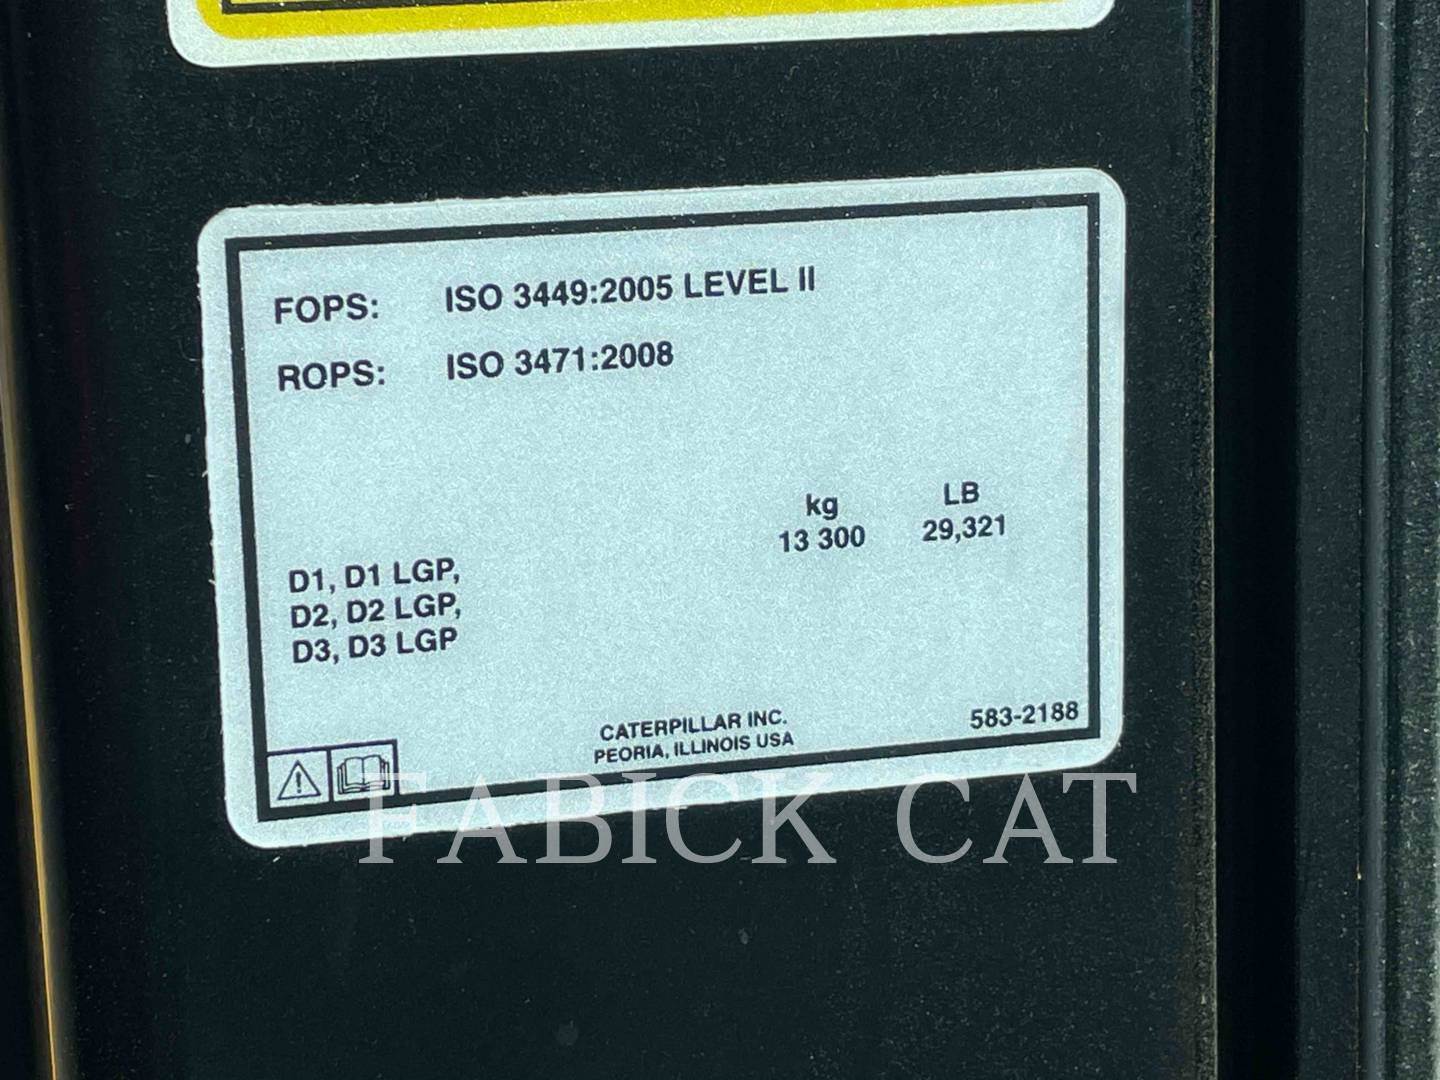 FOPS: ISO 3449:2005 LEVEL II
ROPS: ISO 3471:2008
kg LB
13 300 29,321
D1, D1 LGP,
D2, D2 LGP,
D3, D3 LGP
CATERPILLAR INC.
PEORIA, ILLINOIS USA
583-2188
FABICK CAT